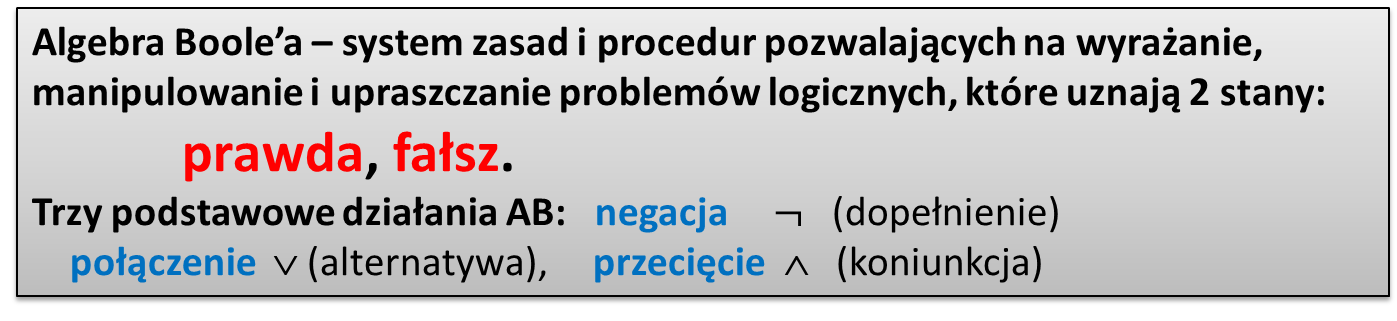 Algebra Boole’a – system zasad i procedur pozwalających na wyrażanie,
manipulowanie i upraszczanie problemów logicznych, które uznają 2 stany:
prawda, fałsz.
Trzy podstawowe działania AB: negacja ¬ (dopełnienie)
połączenie ∨ (alternatywa), przecięcie ∧ (koniunkcja)